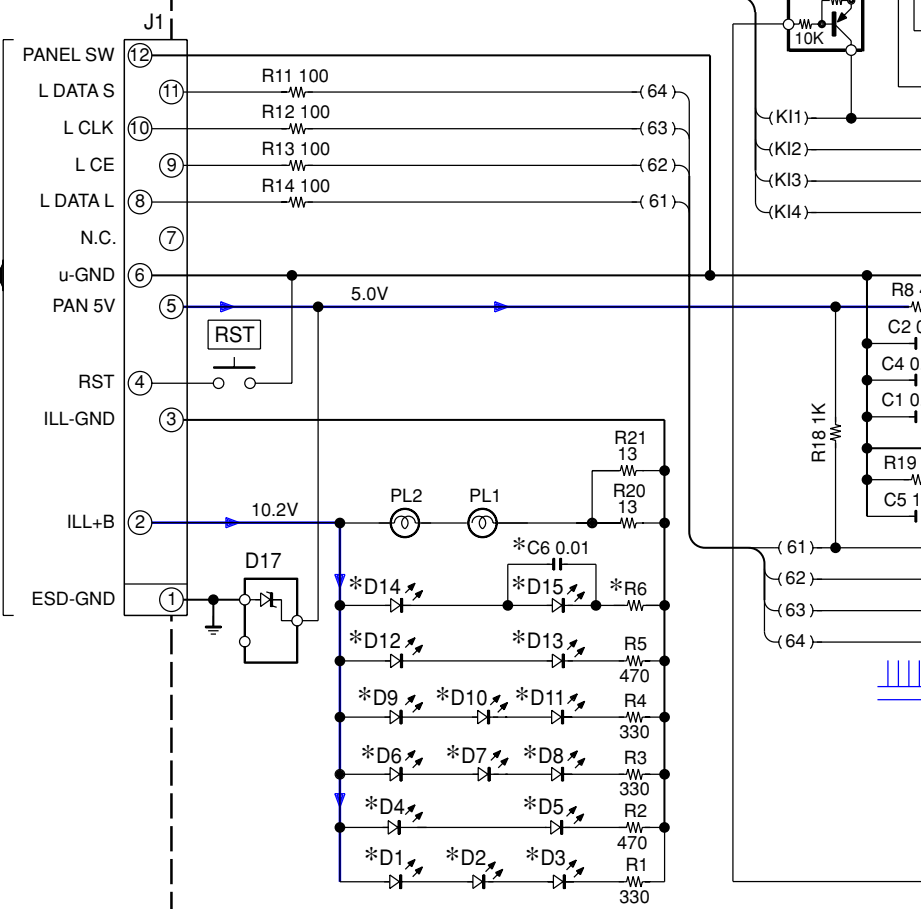 J1
10K
PANEL SW 12
L DATA S 11 R11 100 (64)
L CLK 10 R12 100 (63) (KI1)
L CE 9 R13 100 (62) (KI2)
(KI3)
L DATA L 8 R14 100 (61) (KI4)
N.C. 7
u-GND 6
PAN 5V 5 5.0V R8
RST C2 0
RST 4 C4 0
C1 0
ILL-GND 3
R18 1K
R21
13
R19
R20
13
PL2 PL1 C5 1
ILL+B 2 10.2V
*C6 0.01 (61)
D17
*D14 *D15 *R6 (62)
ESD-GND 1 (63)
*D12 *D13 R5 (64)
470
*D9 *D10 *D11 R4
330
*D6 *D7 *D8 R3
330
*D4 *D5 R2
470
*D1 *D2 *D3 R1
330